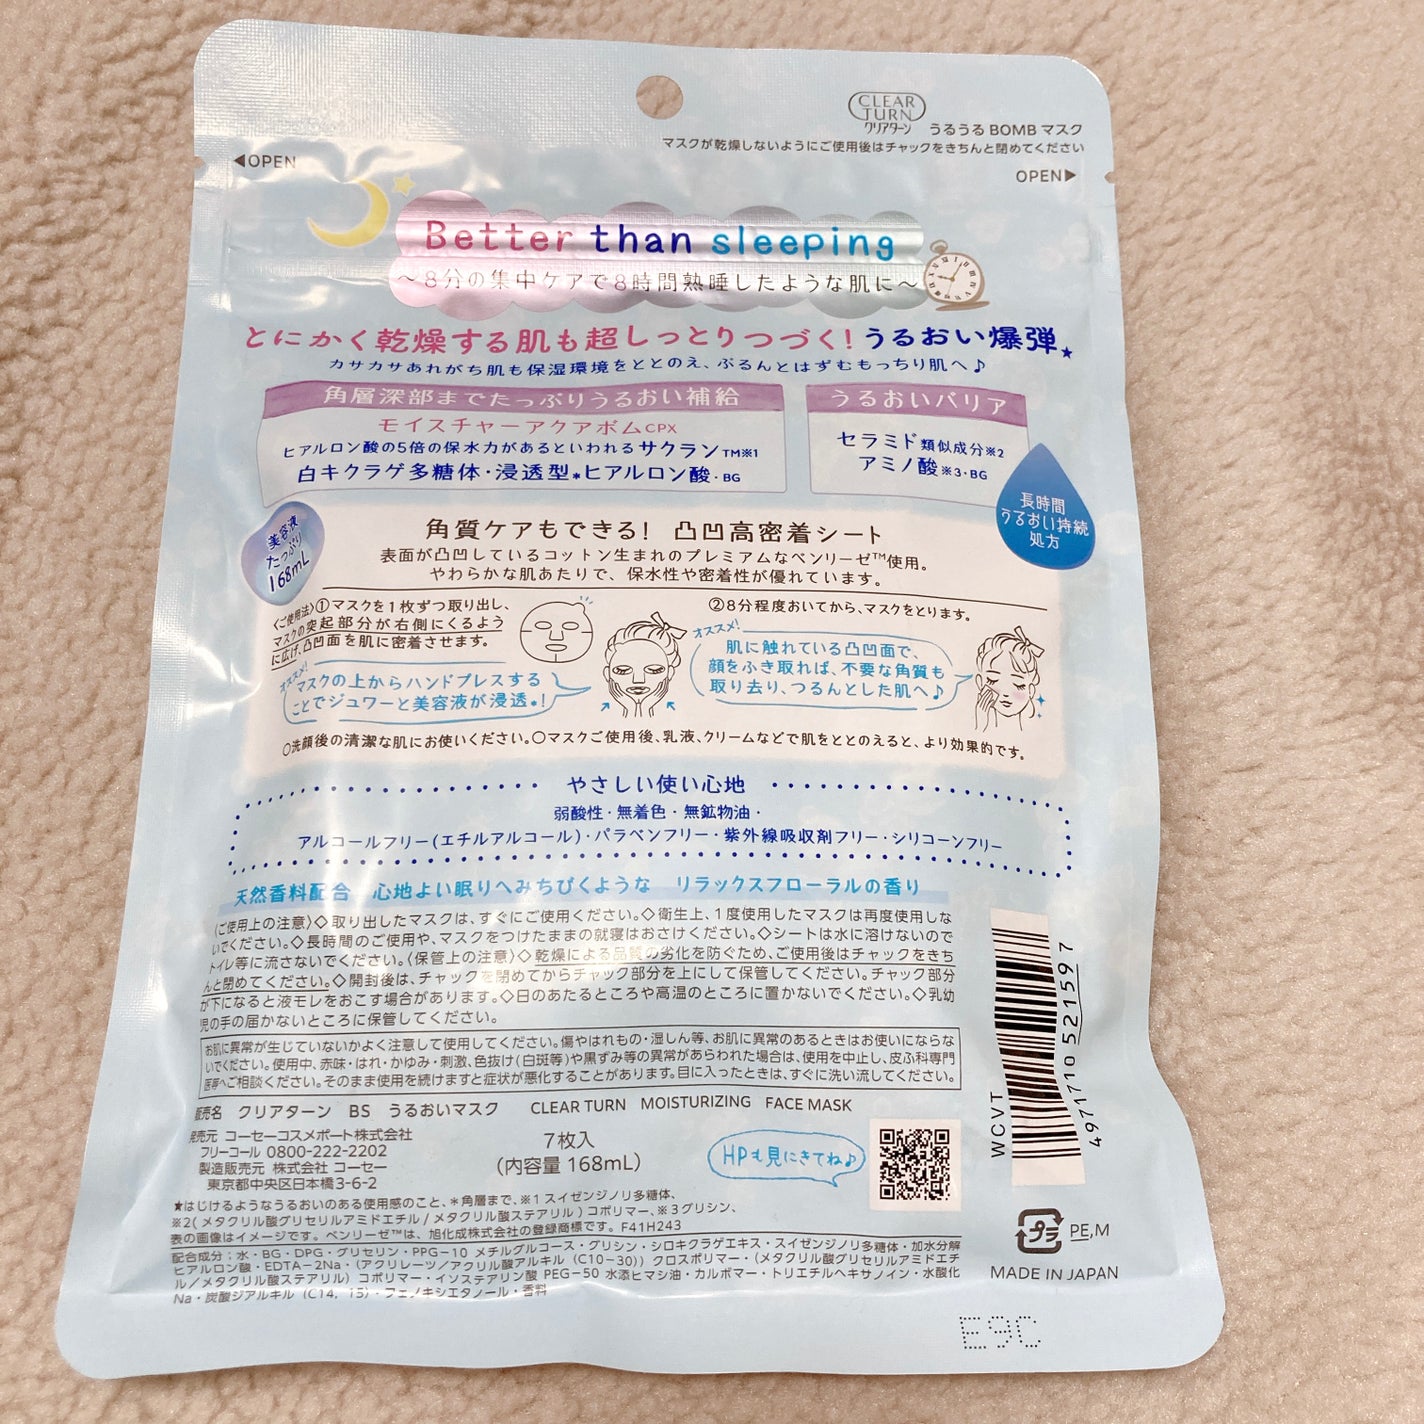 CLEAR
TURN
クリアターン うるうる BOMB マスク
マスクが乾燥しないようにご使用後はチャックをきちんと閉めてください
◀OPEN
OPEN▶
Better than sleeping
～8分の集中ケアで8時間熟睡したような肌に～
とにかく乾燥する肌も超しっとりつづく!うるおい爆弾★
カサカサあれがち肌も保湿環境をととのえ、ぷるんとはずむもっちり肌へ♪
角層深部までたっぷりうるおい補給
モイスチャーアクアボムCPX
ヒアルロン酸の5倍の保水力があるといわれるサクラン™※1
白キクラゲ多糖体・浸透型*ヒアルロン酸・BG
うるおいバリア
セラミド類似成分※2
アミノ酸※3・BG
長時間
うるおい持続
処方
美容液
たっぷり
168mL
角質ケアもできる! 凸凹高密着シート
表面が凸凹しているコットン生まれのプレミアムなベンリーゼ™使用。
やわらかな肌あたりで、保水性や密着性が優れています。
〈ご使用法〉①マスクを1枚ずつ取り出し、
マスクの突起部分が右側にくるよう
に広げ、凸凹面を肌に密着させます。
オススメ!
マスクの上からハンドプレスする
ことでジュワーと美容液が浸透*!
②8分程度おいてから、マスクをとります。
オススメ!
肌に触れている凸凹面で、
顔をふき取れば、不要な角質も
取り去り、つるんとした肌へ♪
○洗顔後の清潔な肌にお使いください。○マスクご使用後、乳液、クリームなどで肌をととのえると、より効果的です。
やさしい使い心地
弱酸性・無着色・無鉱物油・
アルコールフリー(エチルアルコール)・パラベンフリー・紫外線吸収剤フリー・シリコーンフリー
天然香料配合 心地よい眠りへみちびくような リラックスフローラルの香り
〈ご使用上の注意〉◇取り出したマスクは、すぐにご使用ください。◇衛生上、1度使用したマスクは再度使用しな
いでください。◇長時間のご使用や、マスクをつけたままの就寝はおさけください。◇シートは水に溶けないので
トイレ等に流さないでください。〈保管上の注意〉◇乾燥による品質の劣化を防ぐため、ご使用後はチャックをきち
んと閉めてください。◇開封後は、チャックを閉めてからチャック部分を上にして保管してください。チャック部分
が下になると液モレをおこす場合があります。◇日のあたるところや高温のところに置かないでください。◇乳幼
児の手の届かないところに保管してください。
お肌に異常が生じていないかよく注意して使用してください。傷やはれもの・湿しん等、お肌に異常のあるときはお使いにならな
いでください。使用中、赤味・はれ・かゆみ・刺激、色抜け(白斑等)や黒ずみ等の異常があらわれた場合は、使用を中止し、皮ふ科専門
医等へご相談ください。そのまま使用を続けますと症状が悪化することがあります。目に入ったときは、すぐに洗い流してください。
販売名 クリアターン BS うるおいマスク CLEAR TURN MOISTURIZING FACE MASK
発売元 コーセーコスメポート株式会社
フリーコール 0800-222-2202
製造販売元 株式会社 コーセー
東京都中央区日本橋3-6-2
7枚入
(内容量 168mL)
HPも見にきてね♪
★はじけるようなうるおいのある使用感のこと、*角層まで、※1 スイゼンジノリ多糖体、
※2(メタクリル酸グリセリルアミドエチル/メタクリル酸ステアリル)コポリマー、※3グリシン、
表の画像はイメージです。ベンリーゼ™は、旭化成株式会社の登録商標です。F41H243
配合成分:水・BG・DPG・グリセリン・PPG-10 メチルグルコース・グリシン・シロキクラゲエキス・スイゼンジノリ多糖体・加水分解
ヒアルロン酸・EDTA-2Na・(アクリレーツ/アクリル酸アルキル(C10-30))クロスポリマー・(メタクリル酸グリセリルアミドエチ
ル/メタクリル酸ステアリル)コポリマー・イソステアリン酸 PEG-50 水添ヒマシ油・カルボマー・トリエチルヘキサノイン・水酸化
Na・炭酸ジアルキル(C14, 15)・フェノキシエタノール・香料
WCVT
4971710 521597
プラ PE,M
MADE IN JAPAN
E9C